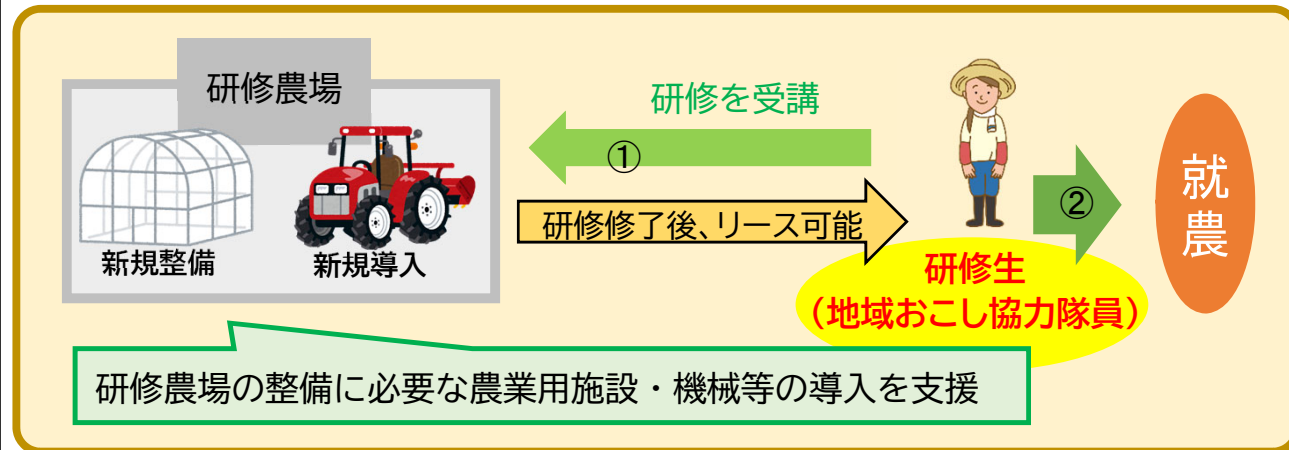 研修農場
新規整備
新規導入
研修を受講
①
研修修了後、リース可能
研修生
（地域おこし協力隊員）
②
就農
研修農場の整備に必要な農業用施設・機械等の導入を支援